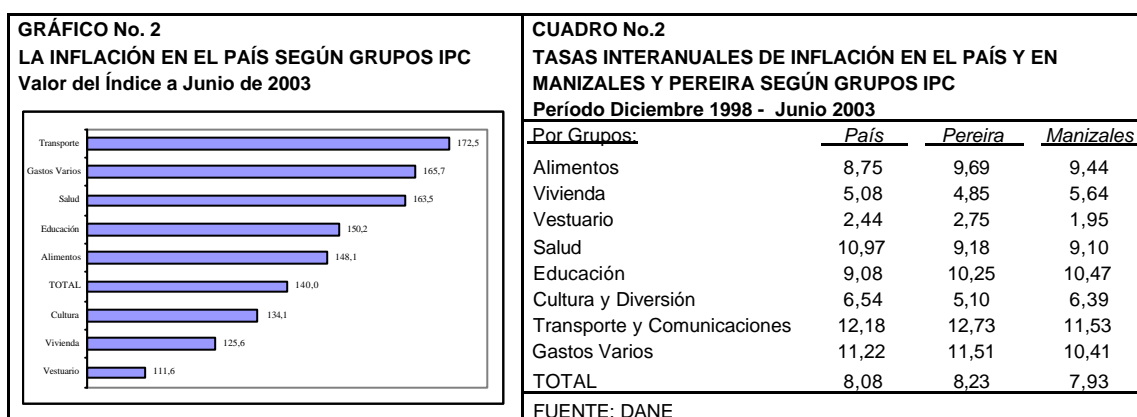 GRÁFICO No. 2
LA INFLACIÓN EN EL PAÍS SEGÚN GRUPOS IPC
Valor del Índice a Junio de 2003
Transporte 172,5
Gastos Varios 165,7
Salud 163,5
Educación 150,2
Alimentos 148,1
TOTAL 140,0
Cultura 134,1
Vivienda 125,6
Vestuario 111,6
CUADRO No.2
TASAS INTERANUALES DE INFLACIÓN EN EL PAÍS Y EN
MANIZALES Y PEREIRA SEGÚN GRUPOS IPC
Período Diciembre 1998 - Junio 2003
Por Grupos: País Pereira Manizales
Alimentos 8,75 9,69 9,44
Vivienda 5,08 4,85 5,64
Vestuario 2,44 2,75 1,95
Salud 10,97 9,18 9,10
Educación 9,08 10,25 10,47
Cultura y Diversión 6,54 5,10 6,39
Transporte y Comunicaciones 12,18 12,73 11,53
Gastos Varios 11,22 11,51 10,41
TOTAL 8,08 8,23 7,93
FUENTE: DANE